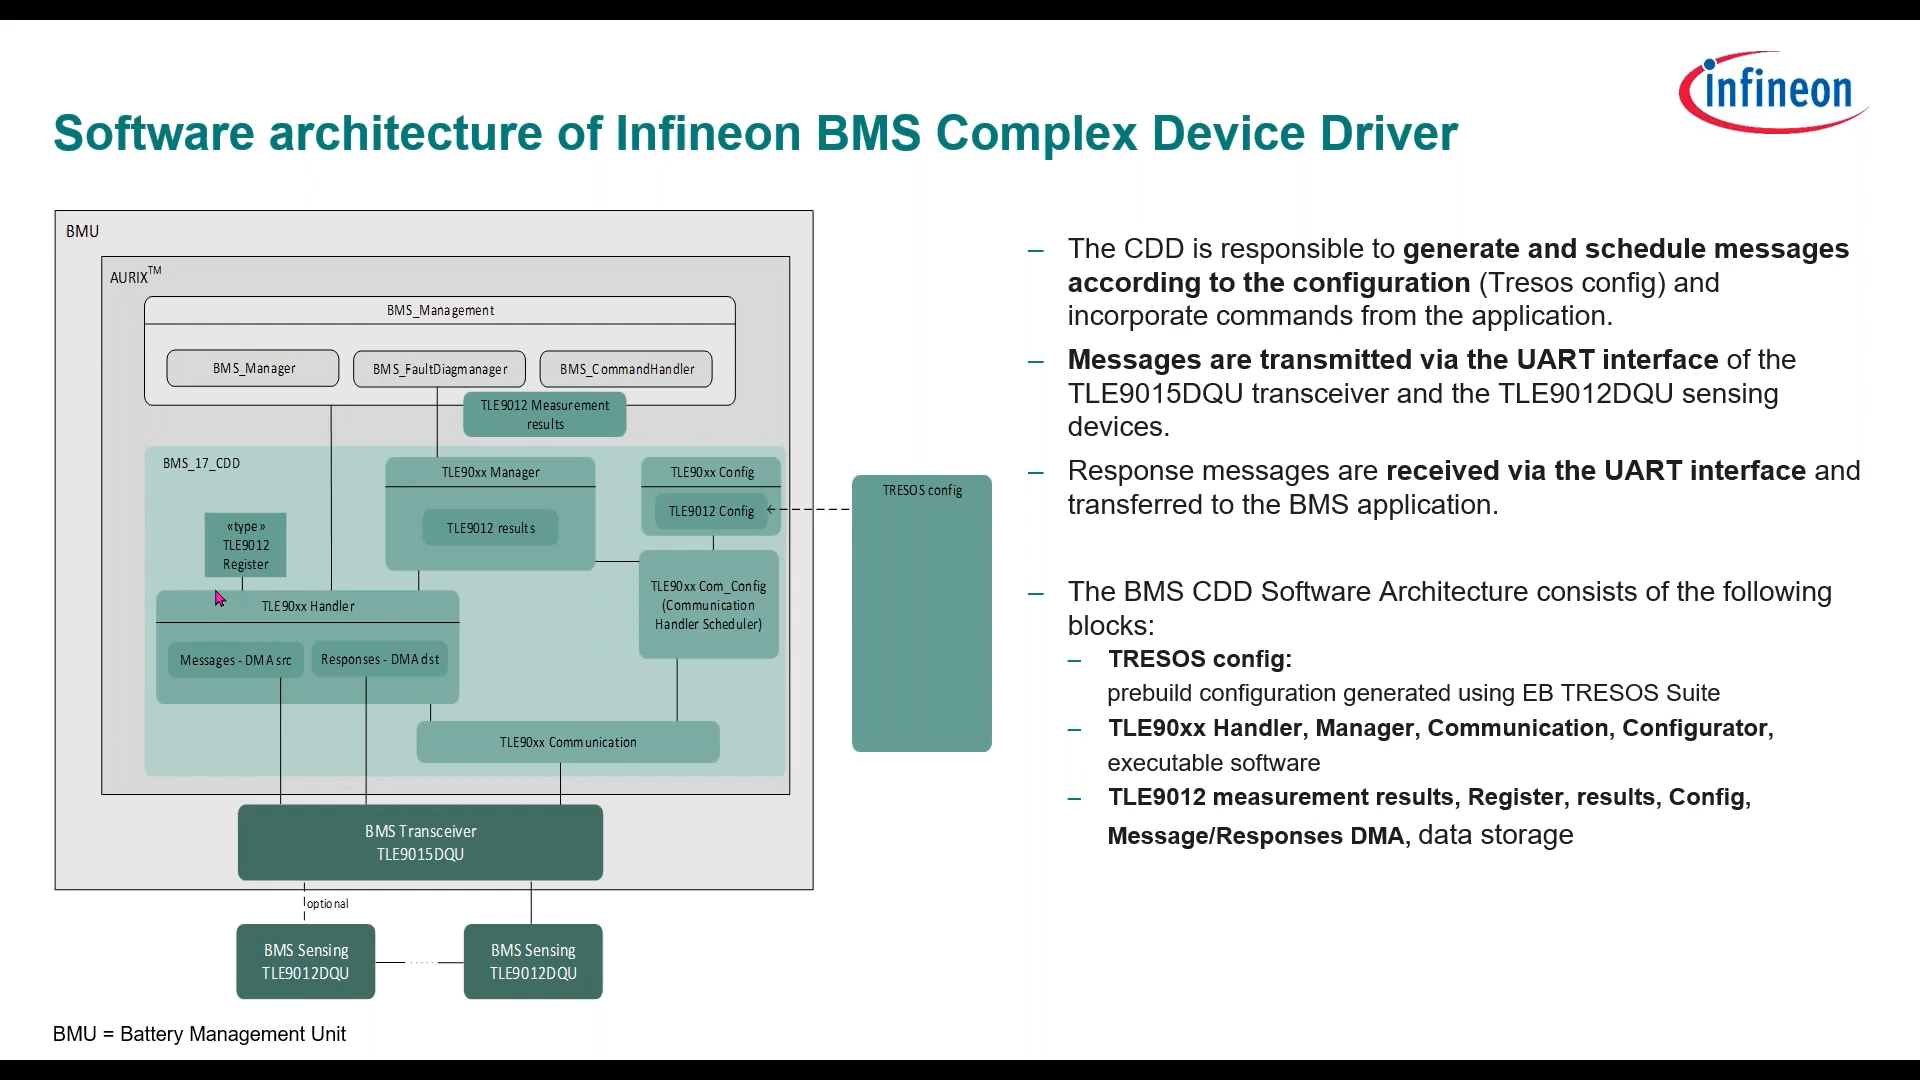 infineon
Software architecture of Infineon BMS Complex Device Driver
BMU
AURIX™
BMS_Management
BMS_Manager
BMS_FaultDiagmanager
BMS_CommandHandler
TLE9012 Measurement
results
BMS_17_CDD
TLE90xx Manager
TLE9012 results
TLE90xx Config
TLE9012 Config
TRESOS config
«type»
TLE9012
Register
TLE90xx Com_Config
(Communication
Handler Scheduler)
TLE90xx Handler
Messages - DMA src
Responses - DMA dst
TLE90xx Communication
BMS Transceiver
TLE9015DQU
optional
BMS Sensing
TLE9012DQU
BMS Sensing
TLE9012DQU
BMU = Battery Management Unit
– The CDD is responsible to generate and schedule messages
according to the configuration (Tresos config) and
incorporate commands from the application.
– Messages are transmitted via the UART interface of the
TLE9015DQU transceiver and the TLE9012DQU sensing
devices.
– Response messages are received via the UART interface and
transferred to the BMS application.
– The BMS CDD Software Architecture consists of the following
blocks:
– TRESOS config:
prebuild configuration generated using EB TRESOS Suite
– TLE90xx Handler, Manager, Communication, Configurator,
executable software
– TLE9012 measurement results, Register, results, Config,
Message/Responses DMA, data storage